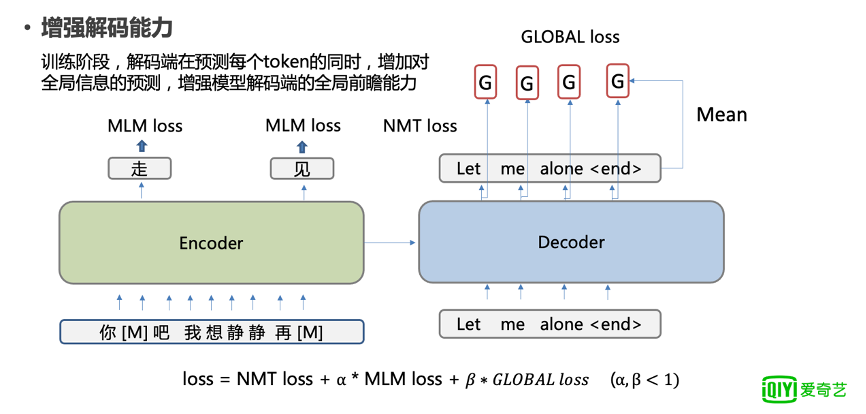 • 增强解码能力
训练阶段，解码端在预测每个token的同时，增加对
全局信息的预测，增强模型解码端的全局前瞻能力
GLOBAL loss
G G G G
Mean
MLM loss MLM loss NMT loss
走 见 Let me alone <end>
Encoder Decoder
你 [M] 吧 我 想 静 静 再 [M] Let me alone <end>
loss = NMT loss + α * MLM loss + β ∗ GLOBAL loss (α, β < 1)
iQIYI 爱奇艺